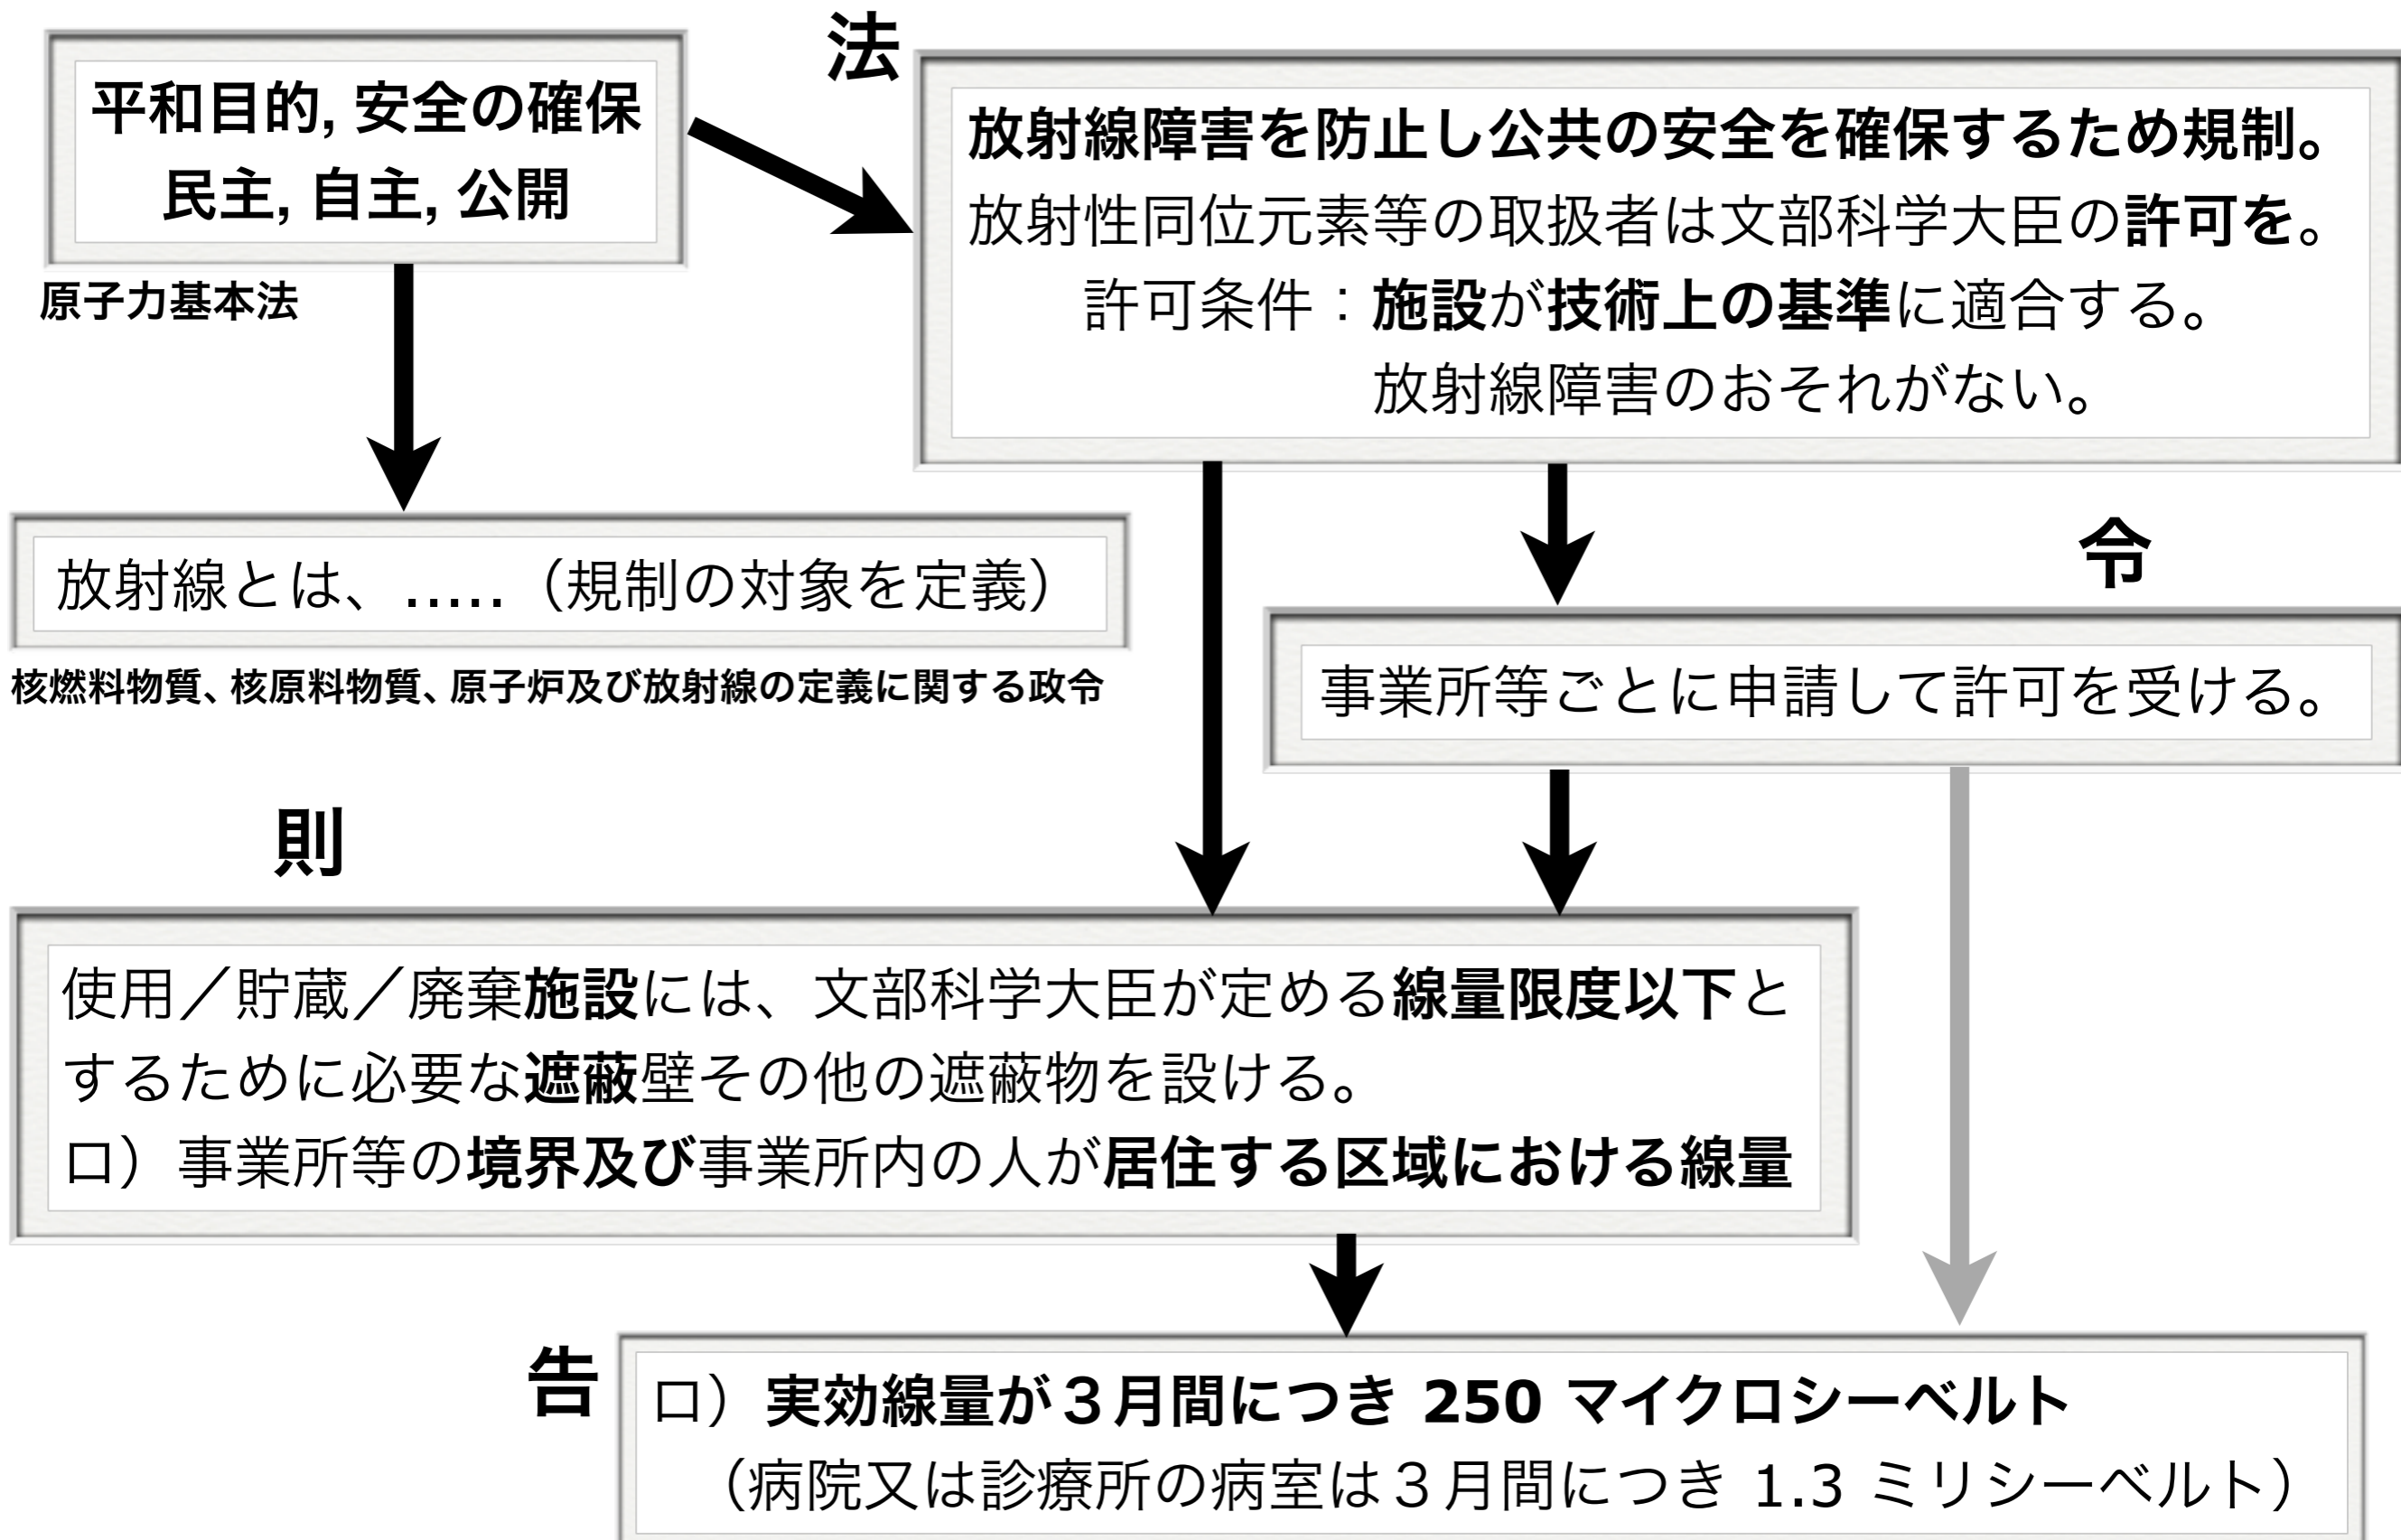 平和目的, 安全の確保
民主, 自主, 公開
原子力基本法
法
放射線障害を防止し公共の安全を確保するため規制。
放射性同位元素等の取扱者は文部科学大臣の許可を。
許可条件：施設が技術上の基準に適合する。
放射線障害のおそれがない。
放射線とは、.....（規制の対象を定義）
核燃料物質、核原料物質、原子炉及び放射線の定義に関する政令
令
事業所等ごとに申請して許可を受ける。
則
使用／貯蔵／廃棄施設には、文部科学大臣が定める線量限度以下と
するために必要な遮蔽壁その他の遮蔽物を設ける。
ロ）事業所等の境界及び事業所内の人が居住する区域における線量
告
ロ）実効線量が３月間につき 250 マイクロシーベルト
（病院又は診療所の病室は３月間につき 1.3 ミリシーベルト）